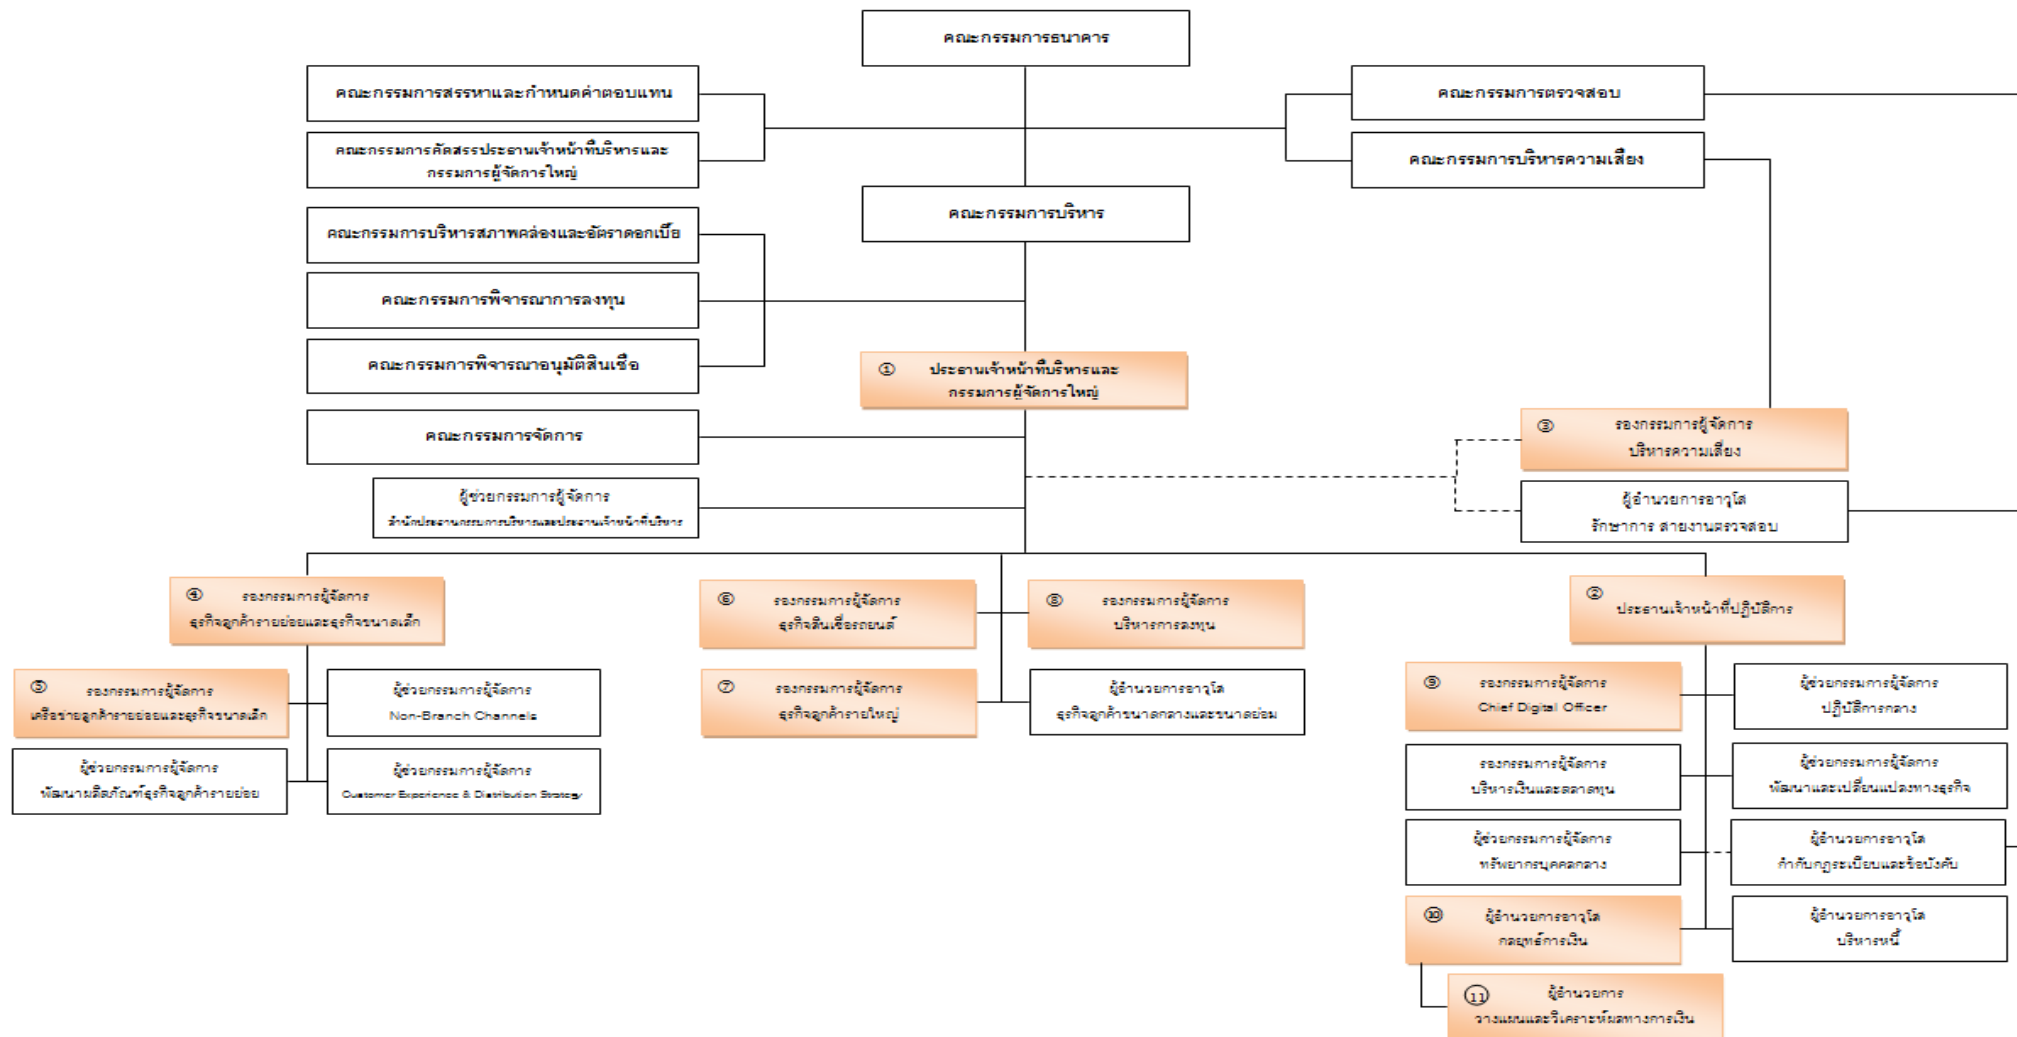 คณะกรรมการธนาคาร
คณะกรรมการสรรหาและกำหนดค่าตอบแทน
คณะกรรมการตรวจสอบ
คณะกรรมการคัดสรรประธานเจ้าหน้าที่บริหารและ
กรรมการผู้จัดการใหญ่
คณะกรรมการบริหารความเสี่ยง
คณะกรรมการบริหาร
คณะกรรมการบริหารสภาพคล่องและอัตราดอกเบี้ย
คณะกรรมการพิจารณาการลงทุน
คณะกรรมการพิจารณาอนุมัติสินเชื่อ
① ประธานเจ้าหน้าที่บริหารและ
กรรมการผู้จัดการใหญ่
คณะกรรมการจัดการ
③ รองกรรมการผู้จัดการ
บริหารความเสี่ยง
ผู้ช่วยกรรมการผู้จัดการ
สำนักประธานกรรมการบริหารและประธานเจ้าหน้าที่บริหาร
ผู้อำนวยการอาวุโส
รักษาการ สายงานตรวจสอบ
④ รองกรรมการผู้จัดการ
ธุรกิจลูกค้ารายย่อยและธุรกิจขนาดเล็ก
⑤ รองกรรมการผู้จัดการ
เครือข่ายลูกค้ารายย่อยและธุรกิจขนาดเล็ก
ผู้ช่วยกรรมการผู้จัดการ
Non-Branch Channels
ผู้ช่วยกรรมการผู้จัดการ
พัฒนาผลิตภัณฑ์ธุรกิจลูกค้ารายย่อย
ผู้ช่วยกรรมการผู้จัดการ
Customer Experience & Distribution Strategy
⑥ รองกรรมการผู้จัดการ
ธุรกิจสินเชื่อรถยนต์
⑧ รองกรรมการผู้จัดการ
บริหารการลงทุน
⑦ รองกรรมการผู้จัดการ
ธุรกิจลูกค้ารายใหญ่
ผู้อำนวยการอาวุโส
ธุรกิจลูกค้าขนาดกลางและขนาดย่อม
② ประธานเจ้าหน้าที่ปฏิบัติการ
⑨ รองกรรมการผู้จัดการ
Chief Digital Officer
ผู้ช่วยกรรมการผู้จัดการ
ปฏิบัติการกลาง
รองกรรมการผู้จัดการ
บริหารเงินและตลาดทุน
ผู้ช่วยกรรมการผู้จัดการ
พัฒนาและเปลี่ยนแปลงทางธุรกิจ
ผู้ช่วยกรรมการผู้จัดการ
ทรัพยากรบุคคลกลาง
ผู้อำนวยการอาวุโส
กำกับกฎระเบียบและข้อบังคับ
⑩ ผู้อำนวยการอาวุโส
กลยุทธ์การเงิน
ผู้อำนวยการอาวุโส
บริหารหนี้
⑪ ผู้อำนวยการ
วางแผนและวิเคราะห์ผลทางการเงิน